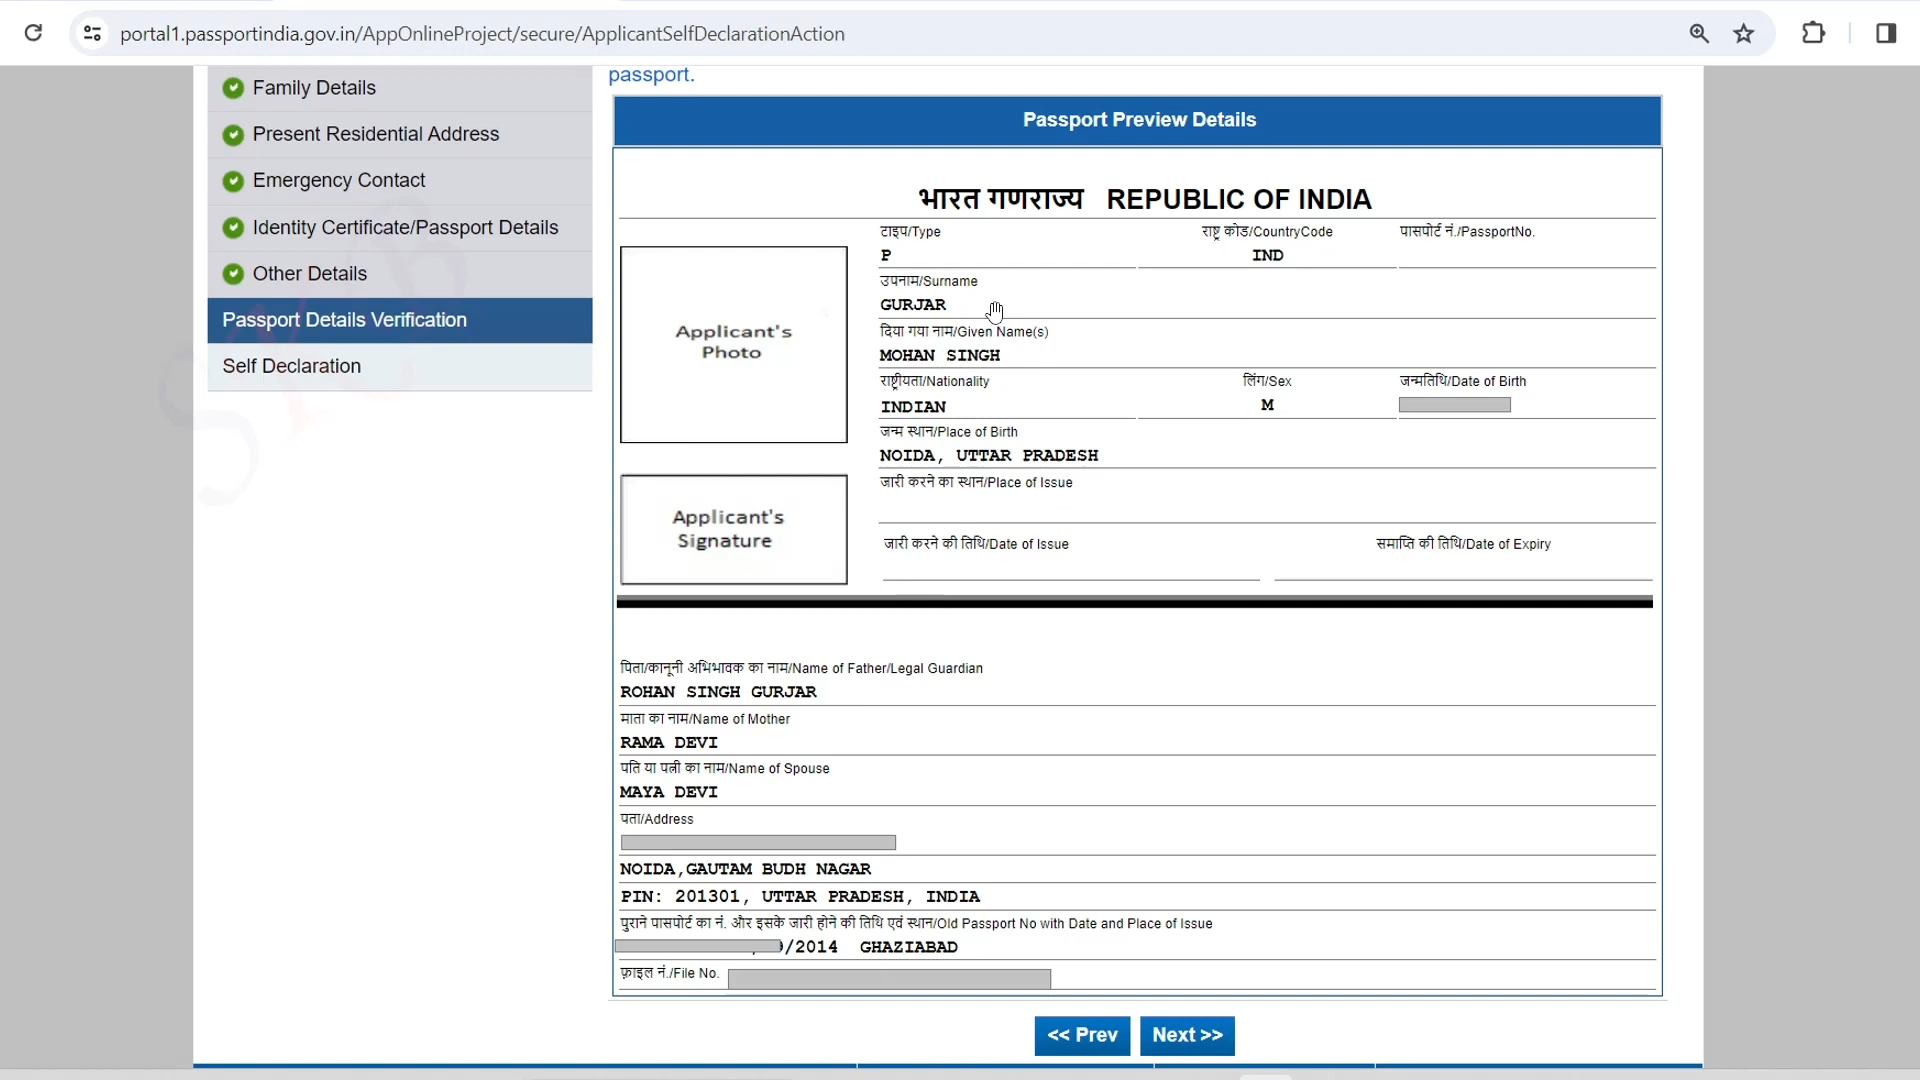 portal1.passportindia.gov.in/AppOnlineProject/secure/ApplicantSelfDeclarationAction
Family Details
Present Residential Address
Emergency Contact
Identity Certificate/Passport Details
Other Details
Passport Details Verification
Self Declaration
passport.
Passport Preview Details
भारत गणराज्य REPUBLIC OF INDIA
टाइप/Type राष्ट्र कोड/CountryCode पासपोर्ट नं./PassportNo.
P IND
उपनाम/Surname
GURJAR
दिया गया नाम/Given Name(s)
MOHAN SINGH
राष्ट्रीयता/Nationality लिंग/Sex जन्मतिथि/Date of Birth
INDIAN M
जन्म स्थान/Place of Birth
NOIDA, UTTAR PRADESH
जारी करने का स्थान/Place of Issue
जारी करने की तिथि/Date of Issue समाप्ति की तिथि/Date of Expiry
Applicant's
Photo
Applicant's
Signature
पिता/कानूनी अभिभावक का नाम/Name of Father/Legal Guardian
ROHAN SINGH GURJAR
माता का नाम/Name of Mother
RAMA DEVI
पति या पत्नी का नाम/Name of Spouse
MAYA DEVI
पता/Address
NOIDA,GAUTAM BUDH NAGAR
PIN: 201301, UTTAR PRADESH, INDIA
पुराने पासपोर्ट का नं. और इसके जारी होने की तिथि एवं स्थान/Old Passport No with Date and Place of Issue
/2014 GHAZIABAD
फ़ाइल नं./File No.
<< Prev Next >>